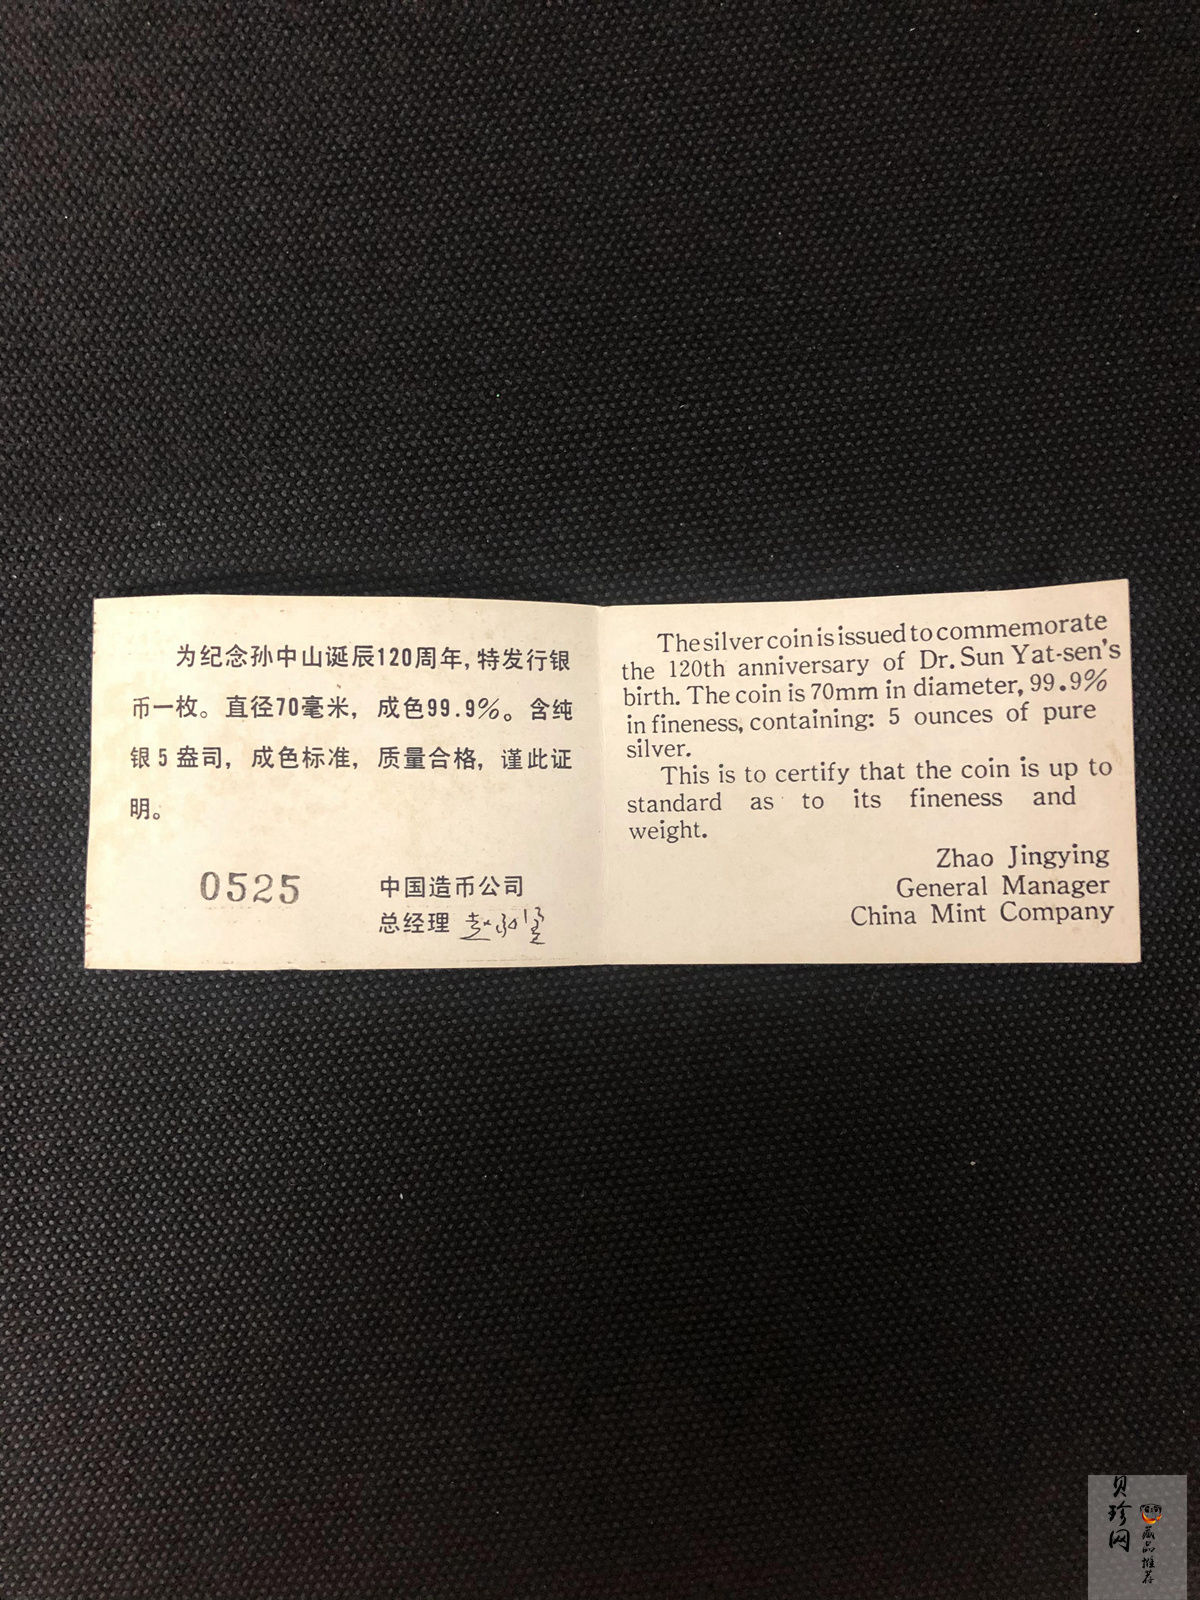 为纪念孙中山诞辰120周年，特发行银
币一枚。直径70毫米，成色99.9%。含纯
银5盎司，成色标准，质量合格，谨此证
明。
0525
中国造币公司
总经理
The silver coin is issued to commemorate
the 120th anniversary of Dr. Sun Yat-sen's
birth. The coin is 70mm in diameter, 99.9%
in fineness, containing: 5 ounces of pure
silver.
This is to certify that the coin is up to
standard as to its fineness and
weight.
Zhao Jingying
General Manager
China Mint Company
贝珍网
藏品推荐